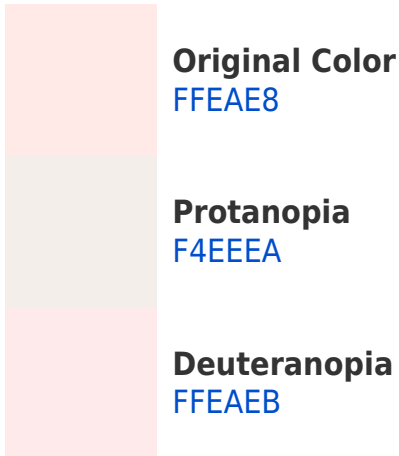 Original Color
FFEAE8
Protanopia
F4EEEA
Deuteranopia
FFEAEB